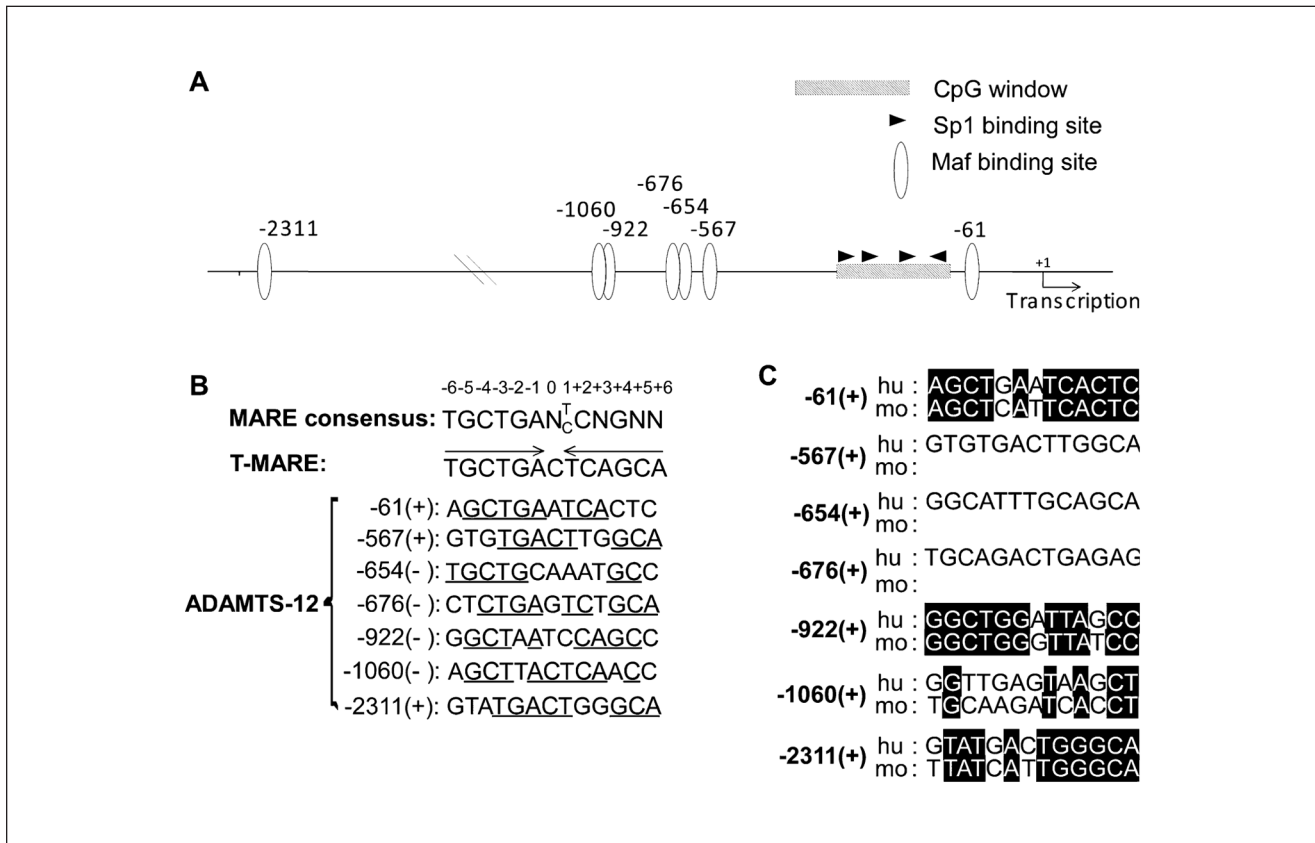 A
CpG window
Sp1 binding site
Maf binding site
-2311
-1060
-922
-676
-654
-567
-61
+1
Transcription
B
-6-5-4-3-2-1 0 1+2+3+4+5+6
MARE consensus: TGCTGAN T/C CNGNN
T-MARE: TGCTGACTCAGCA
ADAMTS-12
-61(+): AGCTGAATCACTC
-567(+): GTGTGACTTGGCA
-654(-): TGCTGCAAATGCC
-676(-): CTCTGAGTCTGCA
-922(-): GGCTAATCCAGCC
-1060(-): AGCTTACTCAACC
-2311(+): GTATGACTGGGCA
C
-61(+)
hu : AGCTGAATCACTC
mo : AGCTCATTCACTC
-567(+)
hu : GTGTGACTTGGCA
mo :
-654(+)
hu : GGCATTTGCAGCA
mo :
-676(+)
hu : TGCAGACTGAGAG
mo :
-922(+)
hu : GGCTGGATTAGCC
mo : GGCTGGGTTATCC
-1060(+)
hu : GGTTGAGTAAGCT
mo : TGCAAGATCACCT
-2311(+)
hu : GTATGACTGGGCA
mo : TTATCATTGGGCA